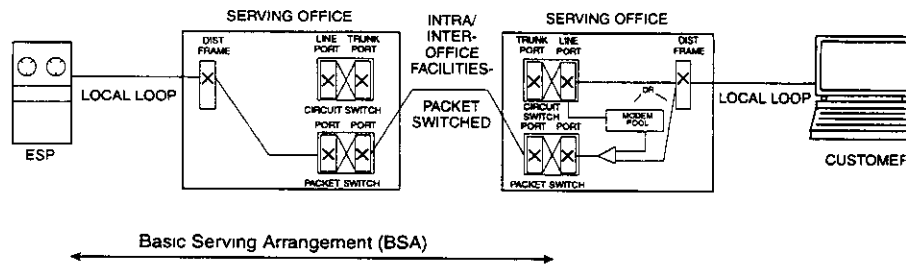 SERVING OFFICE
INTRA/
INTER-
OFFICE
FACILITIES-
PACKET
SWITCHED
SERVING OFFICE
DIST
FRAME
LINE
PORT
TRUNK
PORT
CIRCUIT SWITCH
PORT
PORT
PACKET SWITCH
LOCAL LOOP
ESP
TRUNK
PORT
LINE
PORT
DIST
FRAME
CIRCUIT
SWITCH
PORT
PORT
OR
MODEM
POOL
PACKET SWITCH
LOCAL LOOP
CUSTOMER
Basic Serving Arrangement (BSA)